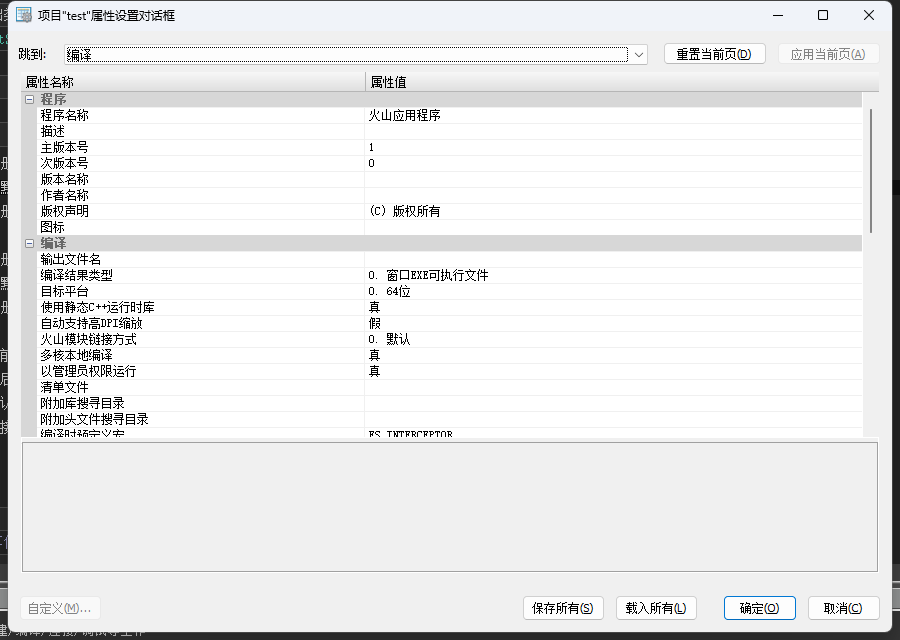 项目"test"属性设置对话框
跳到: 编译 重置当前页(D) 应用当前页(A)
属性名称 属性值
程序
程序名称 火山应用程序
描述
主版本号 1
次版本号 0
版本名称
作者名称
版权声明 (C) 版权所有
图标
编译
输出文件名
编译结果类型 0. 窗口EXE可执行文件
目标平台 0. 64位
使用静态C++运行时库 真
自动支持高DPI缩放 假
火山模块链接方式 0. 默认
多核本地编译 真
以管理员权限运行 真
清单文件
附加库搜寻目录
附加头文件搜寻目录
编译时预定义宏 FS_INTERCEPTOR
自定义(M)... 保存所有(S) 载入所有(L) 确定(O) 取消(C)